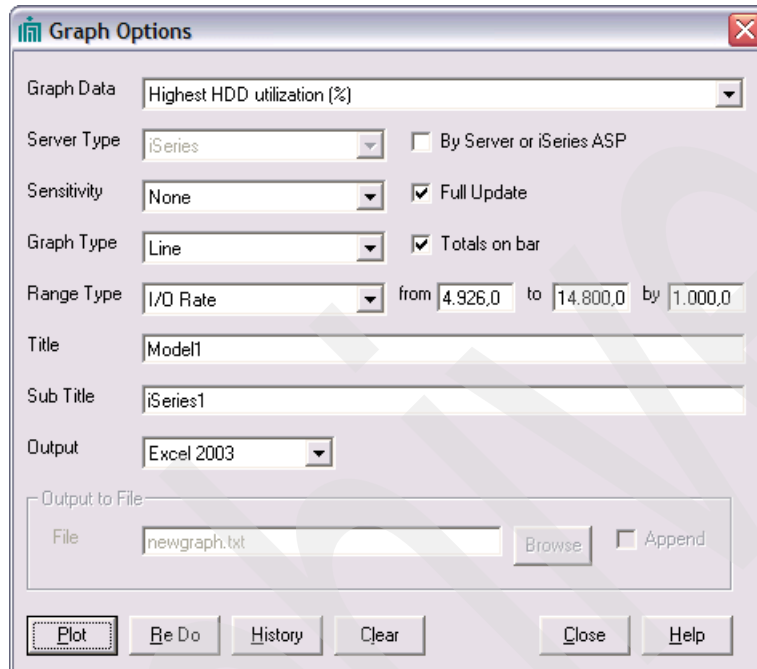 Graph Options
Graph Data Highest HDD utilization (%)
Server Type iSeries By Server or iSeries ASP
Sensitivity None Full Update
Graph Type Line Totals on bar
Range Type I/O Rate from 4.926,0 to 14.800,0 by 1.000,0
Title Model1
Sub Title iSeries1
Output Excel 2003
Output to File
File newgraph.txt Browse Append
Plot Re Do History Clear Close Help